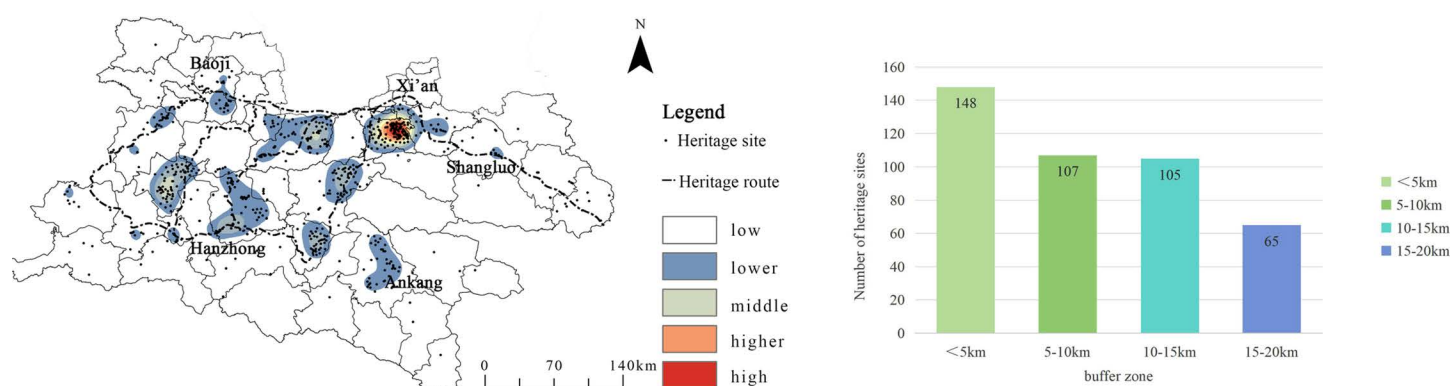 N
Baoji
Xi'an
Shangluo
Hanzhong
Ankang
Legend
Heritage site
Heritage route
low
lower
middle
higher
high
0 70 140km
160
140
120
100
80
60
40
20
0
Number of heritage sites
148
107
105
65
<5km 5-10km 10-15km 15-20km
buffer zone
<5km
5-10km
10-15km
15-20km